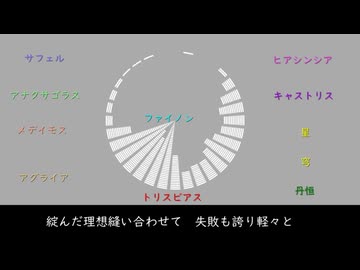 サフェル
ヒアシンシア
アナクサゴラス
キャストリス
ファイノン
メデイモス
星
穹
アグライア
丹恒
トリスビアス
綻んだ理想縫い合わせて　失敗も誇り軽々と